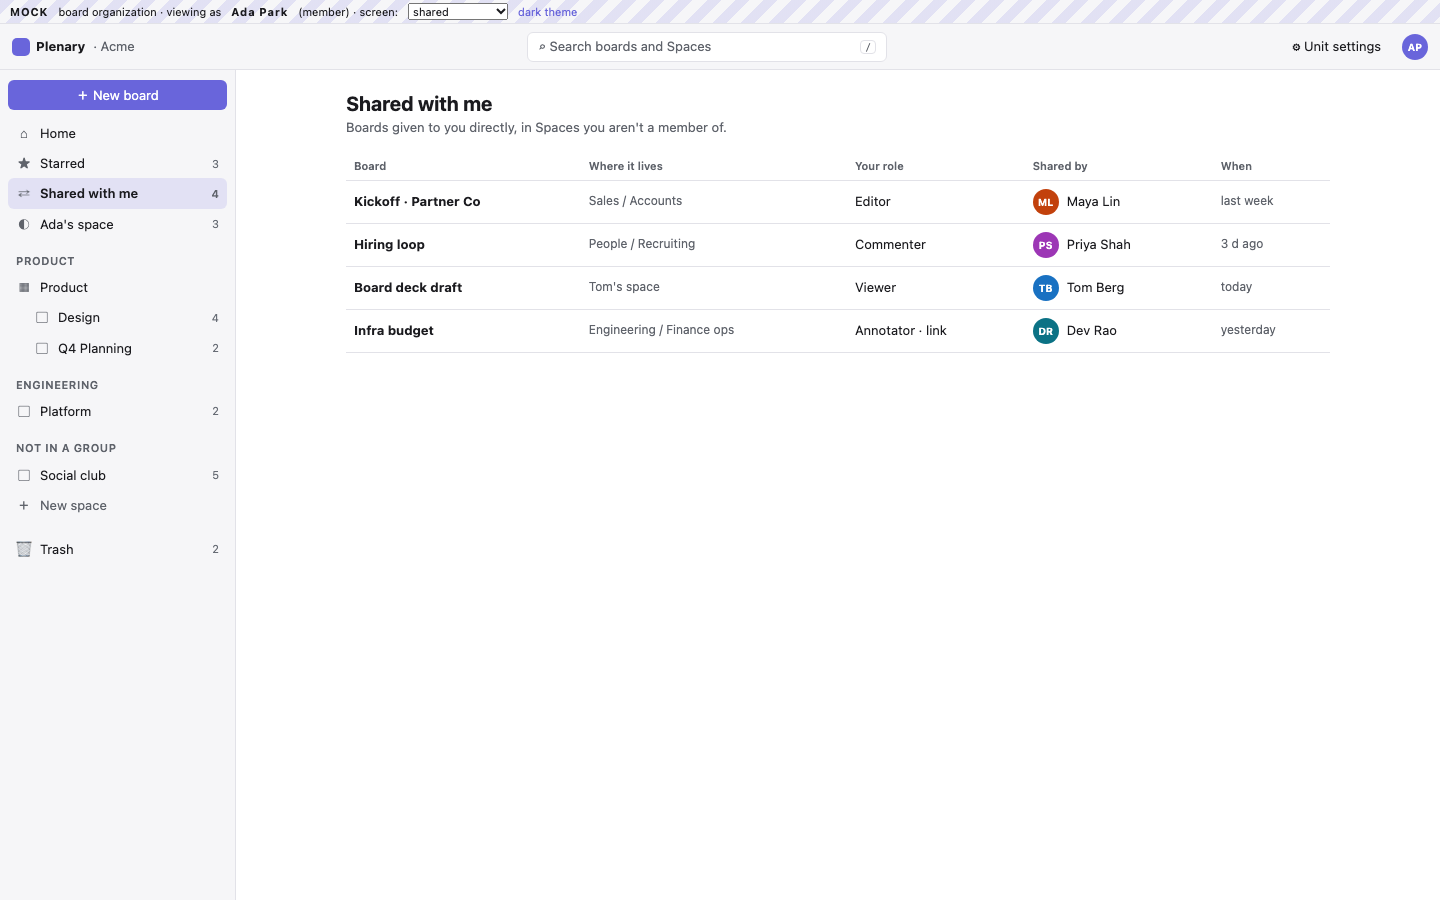 MOCK board organization · viewing as Ada Park (member) · screen: shared dark theme
Plenary · Acme
Search boards and Spaces /
Unit settings
AP
+ New board
Home
Starred 3
Shared with me 4
Ada's space 3
PRODUCT
Product
Design 4
Q4 Planning 2
ENGINEERING
Platform 2
NOT IN A GROUP
Social club 5
+ New space
Trash 2
Shared with me
Boards given to you directly, in Spaces you aren't a member of.
Board Where it lives Your role Shared by When
Kickoff · Partner Co Sales / Accounts Editor ML Maya Lin last week
Hiring loop People / Recruiting Commenter PS Priya Shah 3 d ago
Board deck draft Tom's space Viewer TB Tom Berg today
Infra budget Engineering / Finance ops Annotator · link DR Dev Rao yesterday